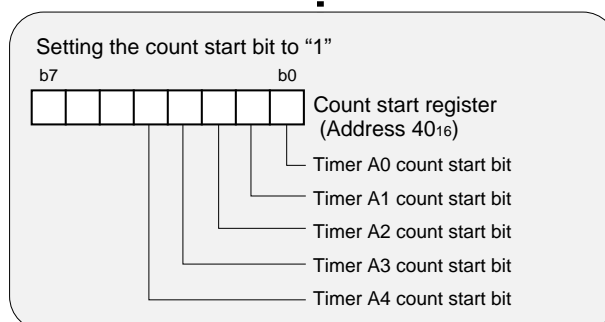 Setting the count start bit to “1”
b7 b0
Count start register
(Address 4016)
Timer A0 count start bit
Timer A1 count start bit
Timer A2 count start bit
Timer A3 count start bit
Timer A4 count start bit